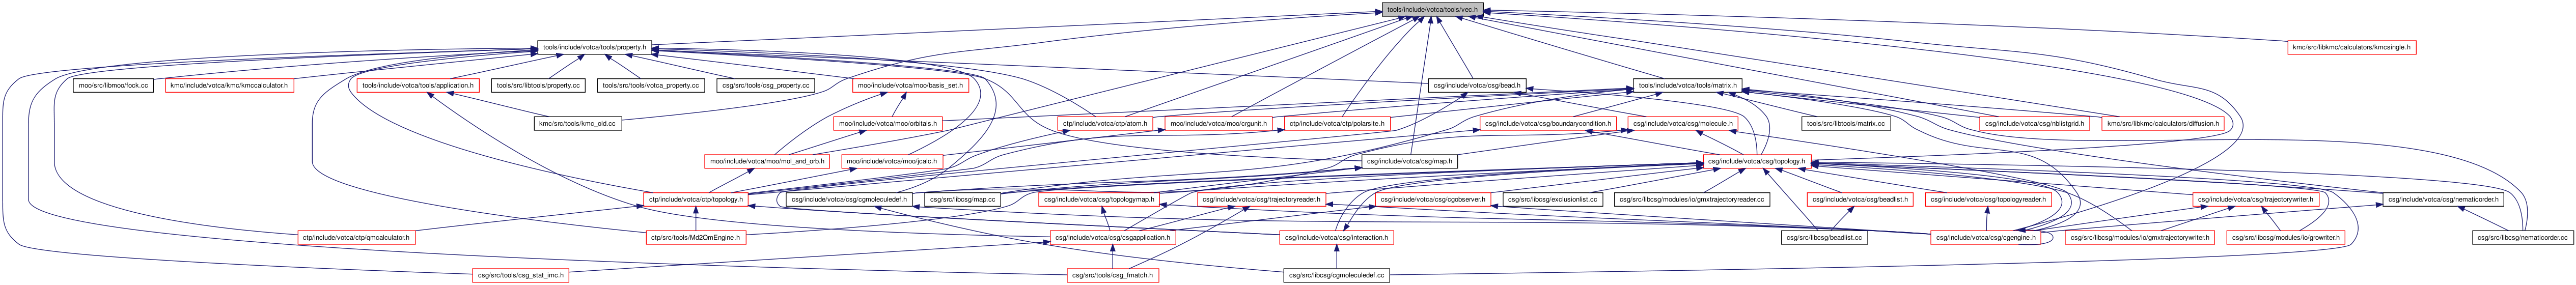 tools/include/votca/tools/vec.h
tools/include/votca/tools/property.h
kmc/src/libkmc/calculators/kmcsingle.h
moo/src/libmoo/fock.cc
kmc/include/votca/kmc/kmccalculator.h
tools/include/votca/tools/application.h
tools/src/libtools/property.cc
tools/src/tools/votca_property.cc
csg/src/tools/csg_property.cc
moo/include/votca/moo/basis_set.h
csg/include/votca/csg/bead.h
tools/include/votca/tools/matrix.h
kmc/src/tools/kmc_old.cc
moo/include/votca/moo/orbitals.h
ctp/include/votca/ctp/atom.h
moo/include/votca/moo/crgunit.h
ctp/include/votca/ctp/polarsite.h
csg/include/votca/csg/boundarycondition.h
csg/include/votca/csg/molecule.h
tools/src/libtools/matrix.cc
csg/include/votca/csg/nblistgrid.h
kmc/src/libkmc/calculators/diffusion.h
moo/include/votca/moo/mol_and_orb.h
moo/include/votca/moo/jcalc.h
csg/include/votca/csg/map.h
csg/include/votca/csg/topology.h
ctp/include/votca/ctp/topology.h
csg/include/votca/csg/cgmoleculedef.h
csg/src/libcsg/map.cc
csg/include/votca/csg/topologymap.h
csg/include/votca/csg/trajectoryreader.h
csg/include/votca/csg/cgobserver.h
csg/src/libcsg/exclusionlist.cc
csg/src/libcsg/modules/io/gmxtrajectoryreader.cc
csg/include/votca/csg/beadlist.h
csg/include/votca/csg/topologyreader.h
csg/include/votca/csg/trajectorywriter.h
csg/include/votca/csg/nematicorder.h
ctp/include/votca/ctp/qmcalculator.h
ctp/src/tools/Md2QmEngine.h
csg/include/votca/csg/csgapplication.h
csg/include/votca/csg/interaction.h
csg/src/libcsg/beadlist.cc
csg/include/votca/csg/cgengine.h
csg/src/libcsg/modules/io/gmxtrajectorywriter.h
csg/src/libcsg/modules/io/growriter.h
csg/src/libcsg/nematicorder.cc
csg/src/tools/csg_stat_imc.h
csg/src/tools/csg_fmatch.h
csg/src/libcsg/cgmoleculedef.cc